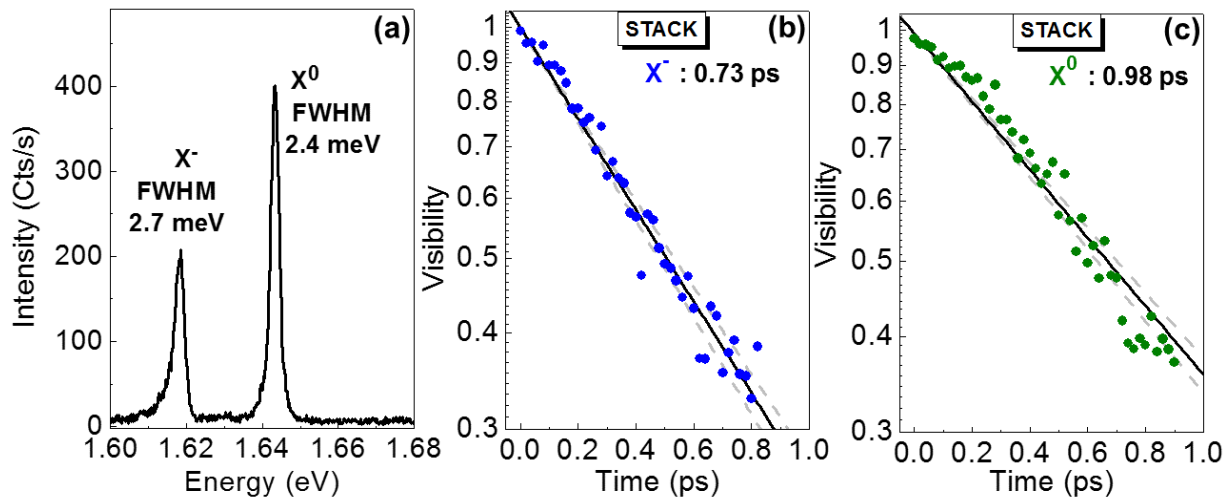 (a)
X⁰
FWHM
2.4 meV
X⁻
FWHM
2.7 meV
400
300
200
100
0
Intensity (Cts/s)
1.60
1.62
1.64
1.66
1.68
Energy (eV)
(b)
STACK
X⁻ : 0.73 ps
1
0.9
0.8
0.7
0.6
0.5
0.4
0.3
Visibility
0.0
0.2
0.4
0.6
0.8
1.0
Time (ps)
(c)
STACK
X⁰ : 0.98 ps
1
0.9
0.8
0.7
0.6
0.5
0.4
0.3
Visibility
0.0
0.2
0.4
0.6
0.8
1.0
Time (ps)